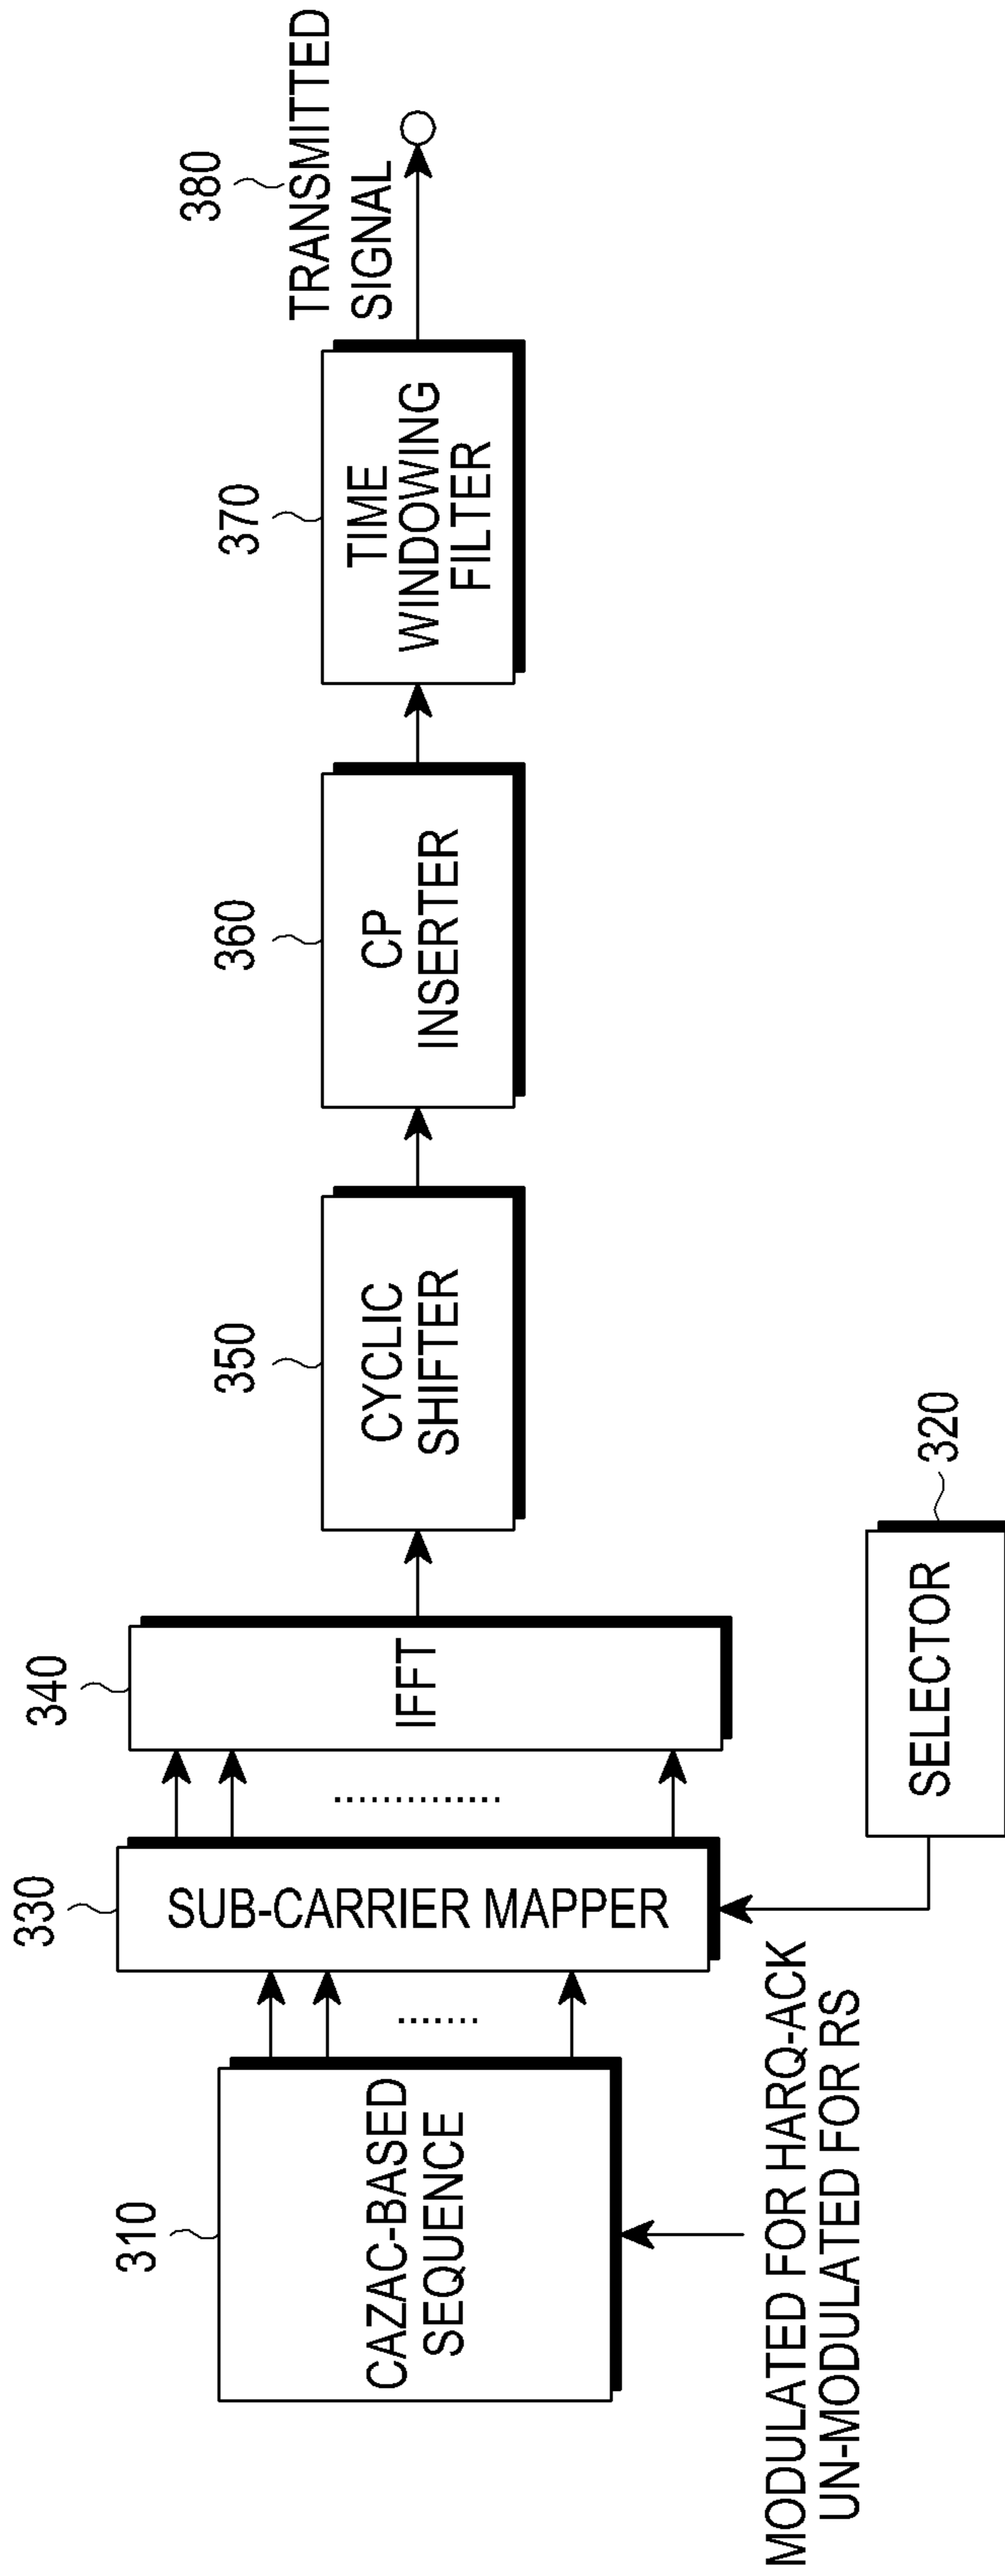 310
CAZAC-BASED
SEQUENCE
MODULATED FOR HARQ-ACK
UN-MODULATED FOR RS
330
SUB-CARRIER MAPPER
320
SELECTOR
340
IFFT
350
CYCLIC
SHIFTER
360
CP
INSERTER
370
TIME
WINDOWING
FILTER
380
TRANSMITTED
SIGNAL